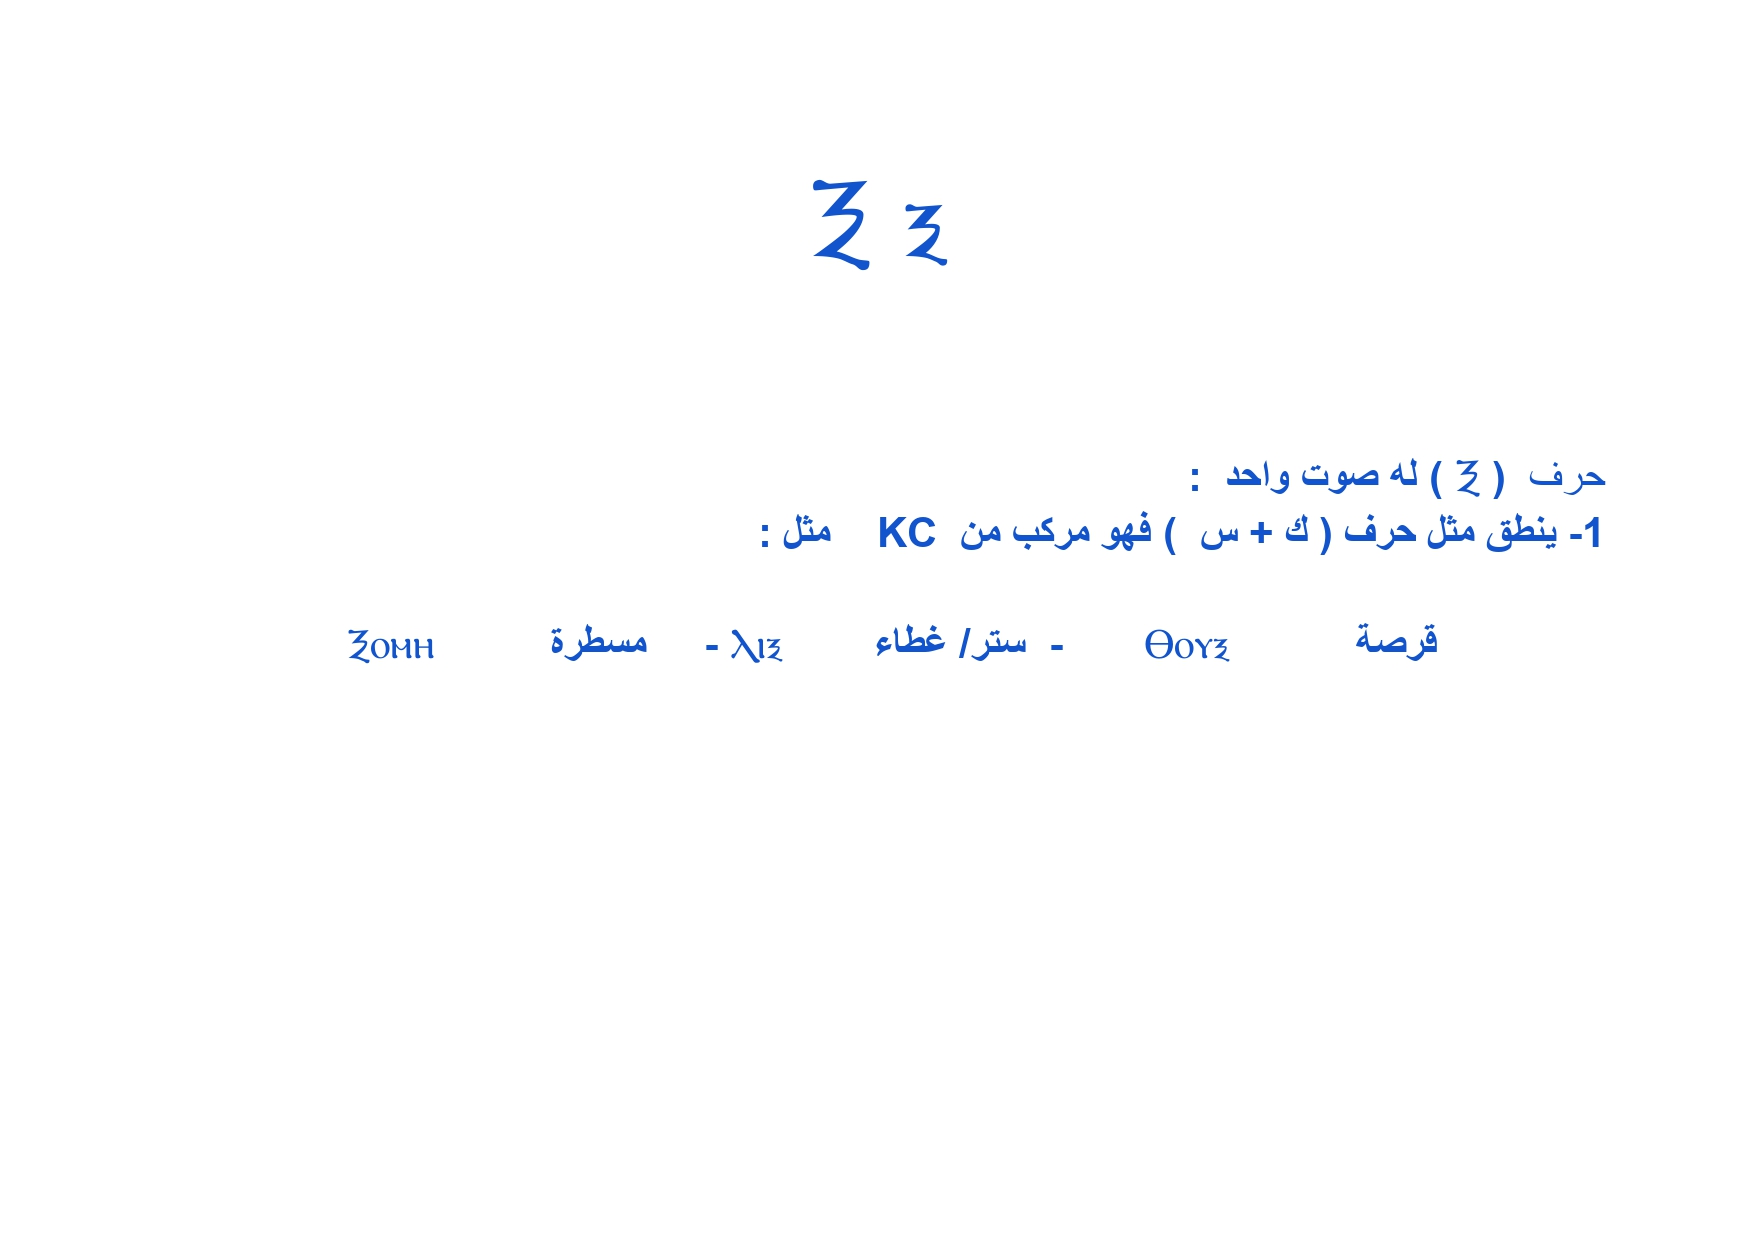 Ⲝ ⲝ
حرف ( Ⲝ ) له صوت واحد :
1- ينطق مثل حرف ( ك + س ) فهو مركب من KC مثل :
قرصة Ⲑⲟⲩⲝ - ستر/ غطاء ⲗⲓⲝ - مسطرة Ⲝⲟⲙⲏ